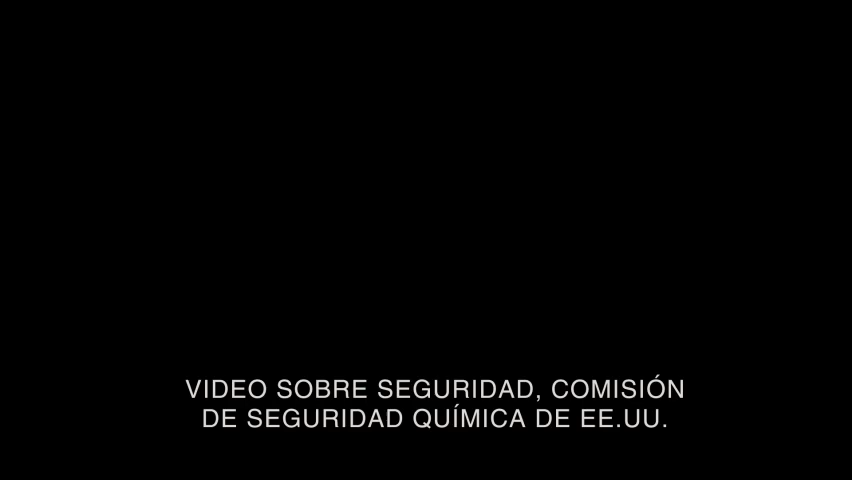 VIDEO SOBRE SEGURIDAD, COMISIÓN
DE SEGURIDAD QUÍMICA DE EE.UU.